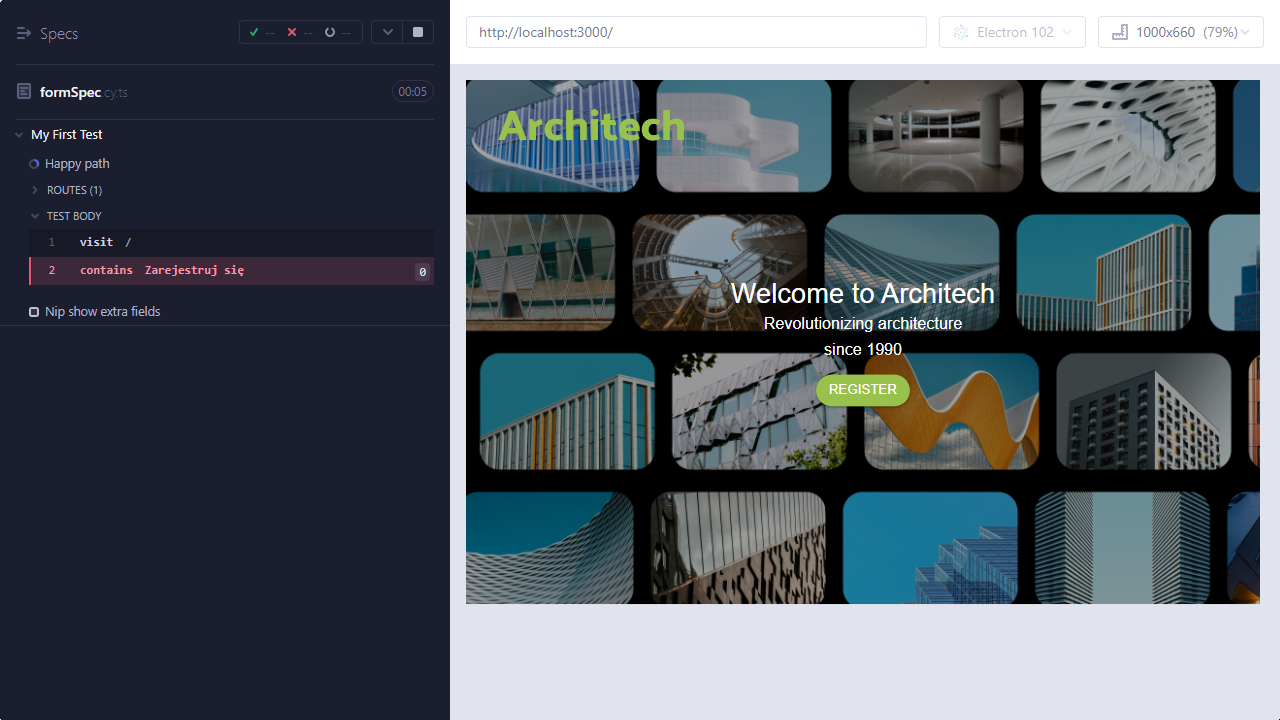 Specs
-- -- --
formSpec.cy.ts
00:05
My First Test
Happy path
ROUTES (1)
TEST BODY
1 visit /
2 contains Zarejestruj się 0
Nip show extra fields
http://localhost:3000/
Electron 102
1000x660 (79%)
Architech
Welcome to Architech
Revolutionizing architecture
since 1990
REGISTER